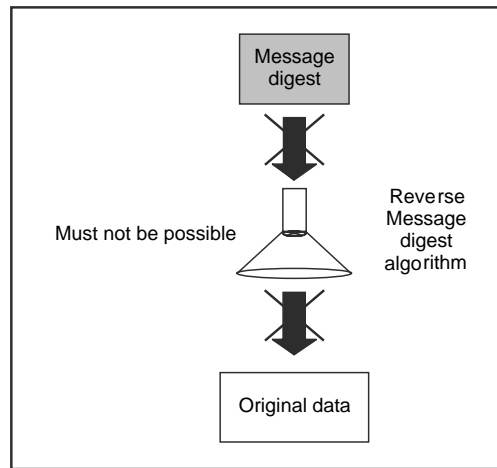 Message
digest
Must not be possible
Reverse
Message
digest
algorithm
Original data